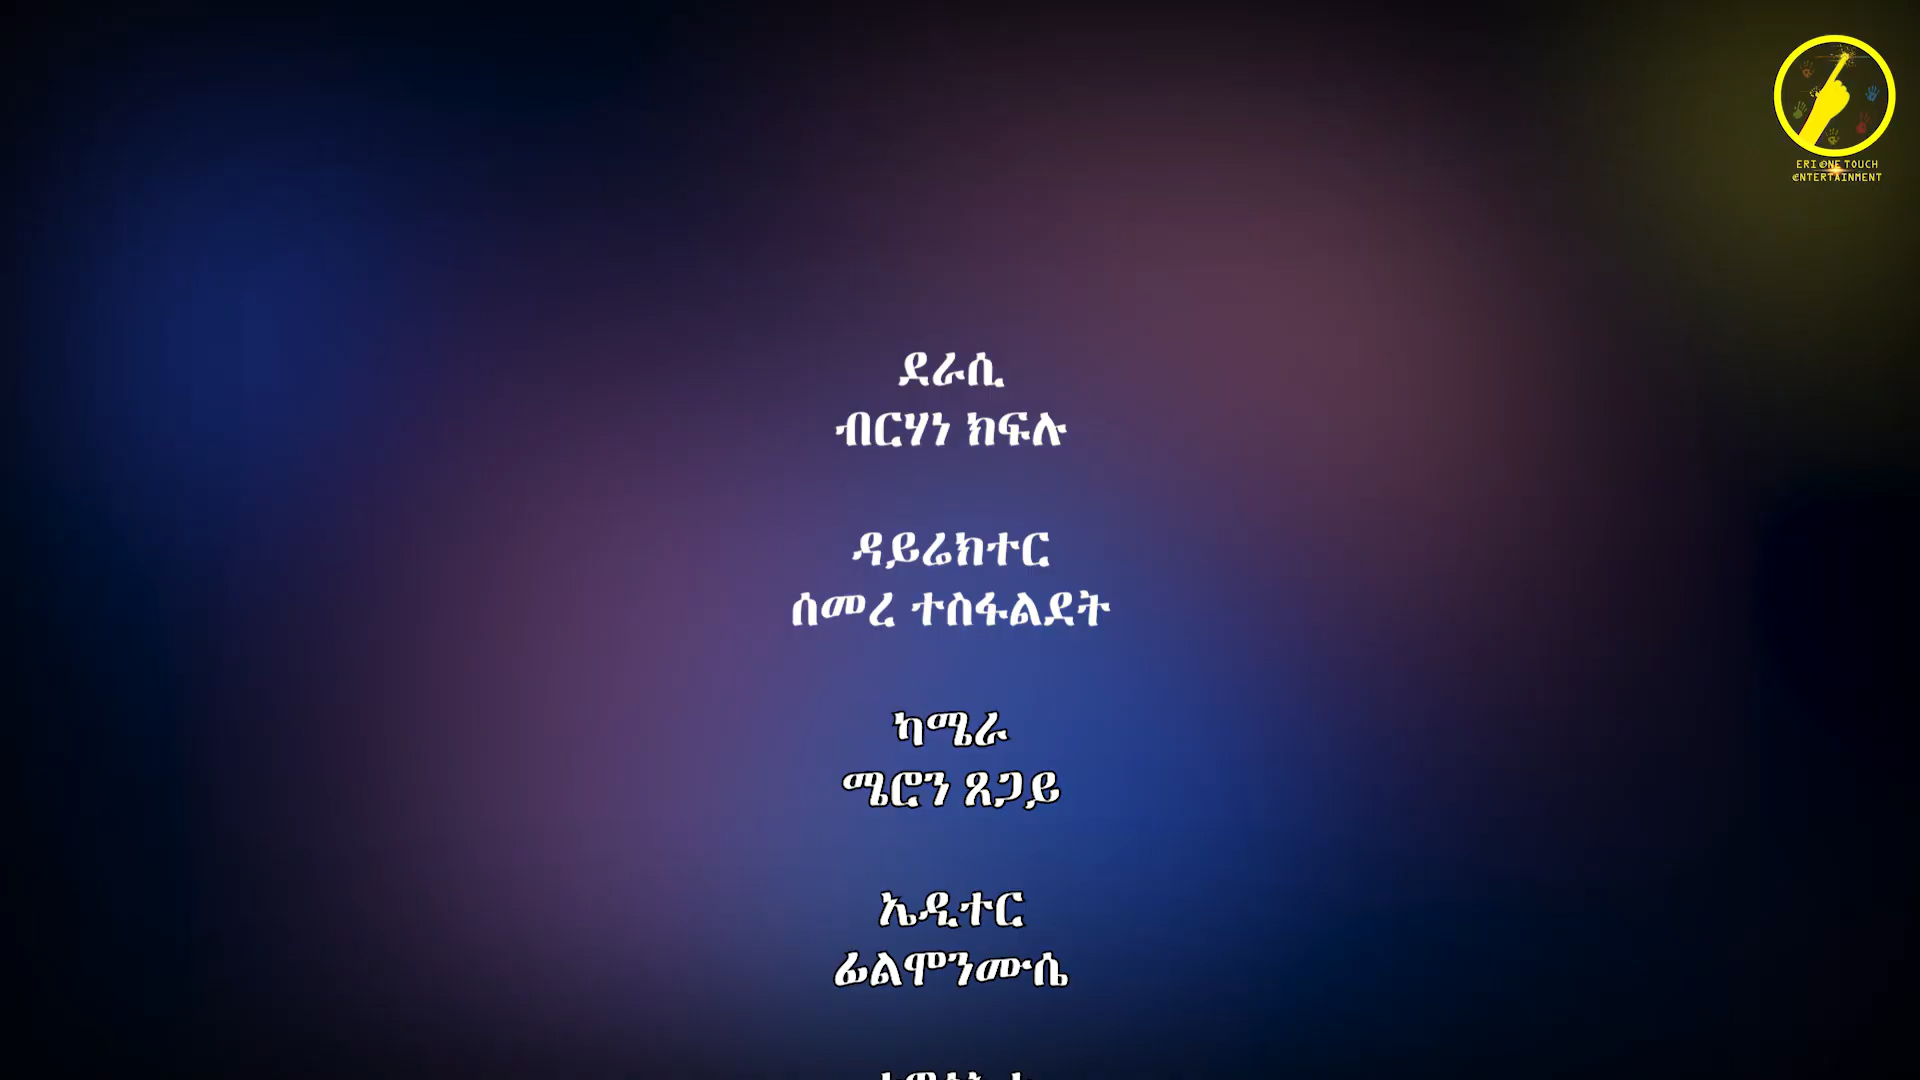 ERI ONE TOUCH
ENTERTAINMENT
ደራሲ
ብርሃነ ክፍሉ
ዳይሬክተር
ሰመረ ተስፋልደት
ካሜራ
ሜሮን ጸጋይ
ኤዲተር
ፊልሞንሙሴ